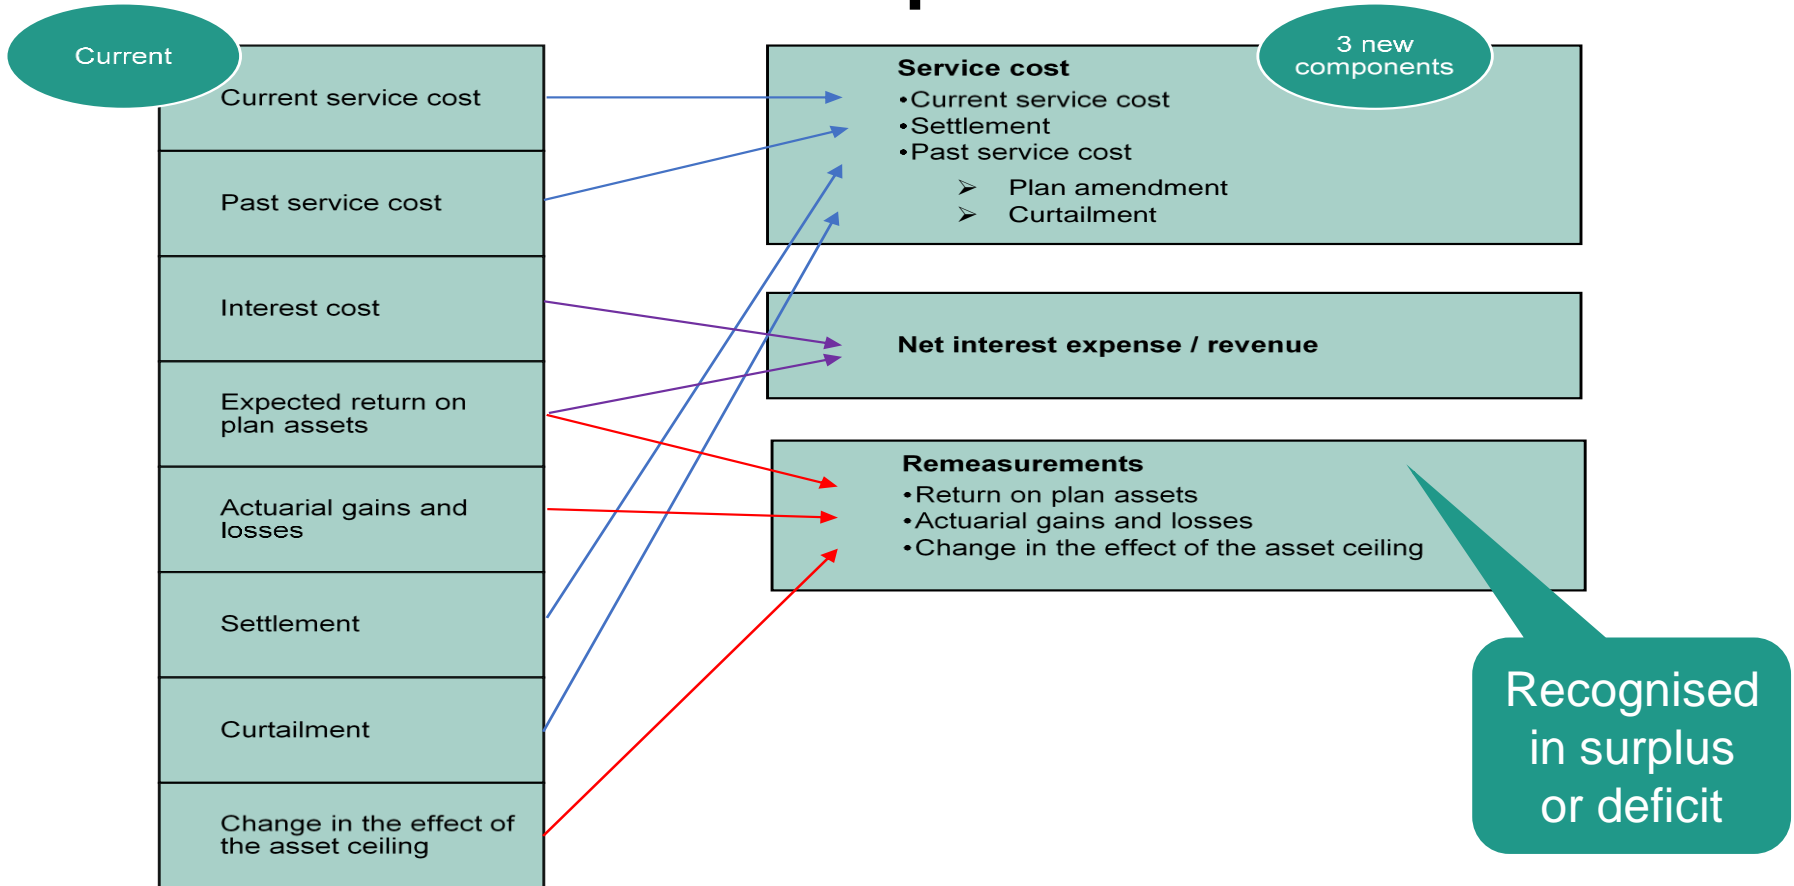 Current
Current service cost
Past service cost
Interest cost
Expected return on
plan assets
Actuarial gains and
losses
Settlement
Curtailment
Change in the effect of
the asset ceiling
3 new
components
Service cost
•Current service cost
•Settlement
•Past service cost
➢ Plan amendment
➢ Curtailment
Net interest expense / revenue
Remeasurements
•Return on plan assets
•Actuarial gains and losses
•Change in the effect of the asset ceiling
Recognised
in surplus
or deficit